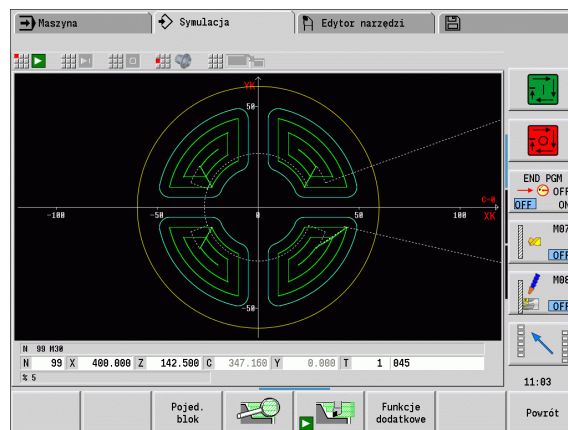 Maszyna
Symulacja
Edytor narzędzi
YK
50
C-0
-100
-50
0
50
100
XK
-50
END PGM
OFF
OFF ON
M07
OFF
M08
OFF
N 99 M30
N 99 X 400.000 Z 142.500 C 347.160 Y 0.000 T 1 045
% 5
11:03
Pojed.
blok
Funkcje
dodatkowe
Powrót